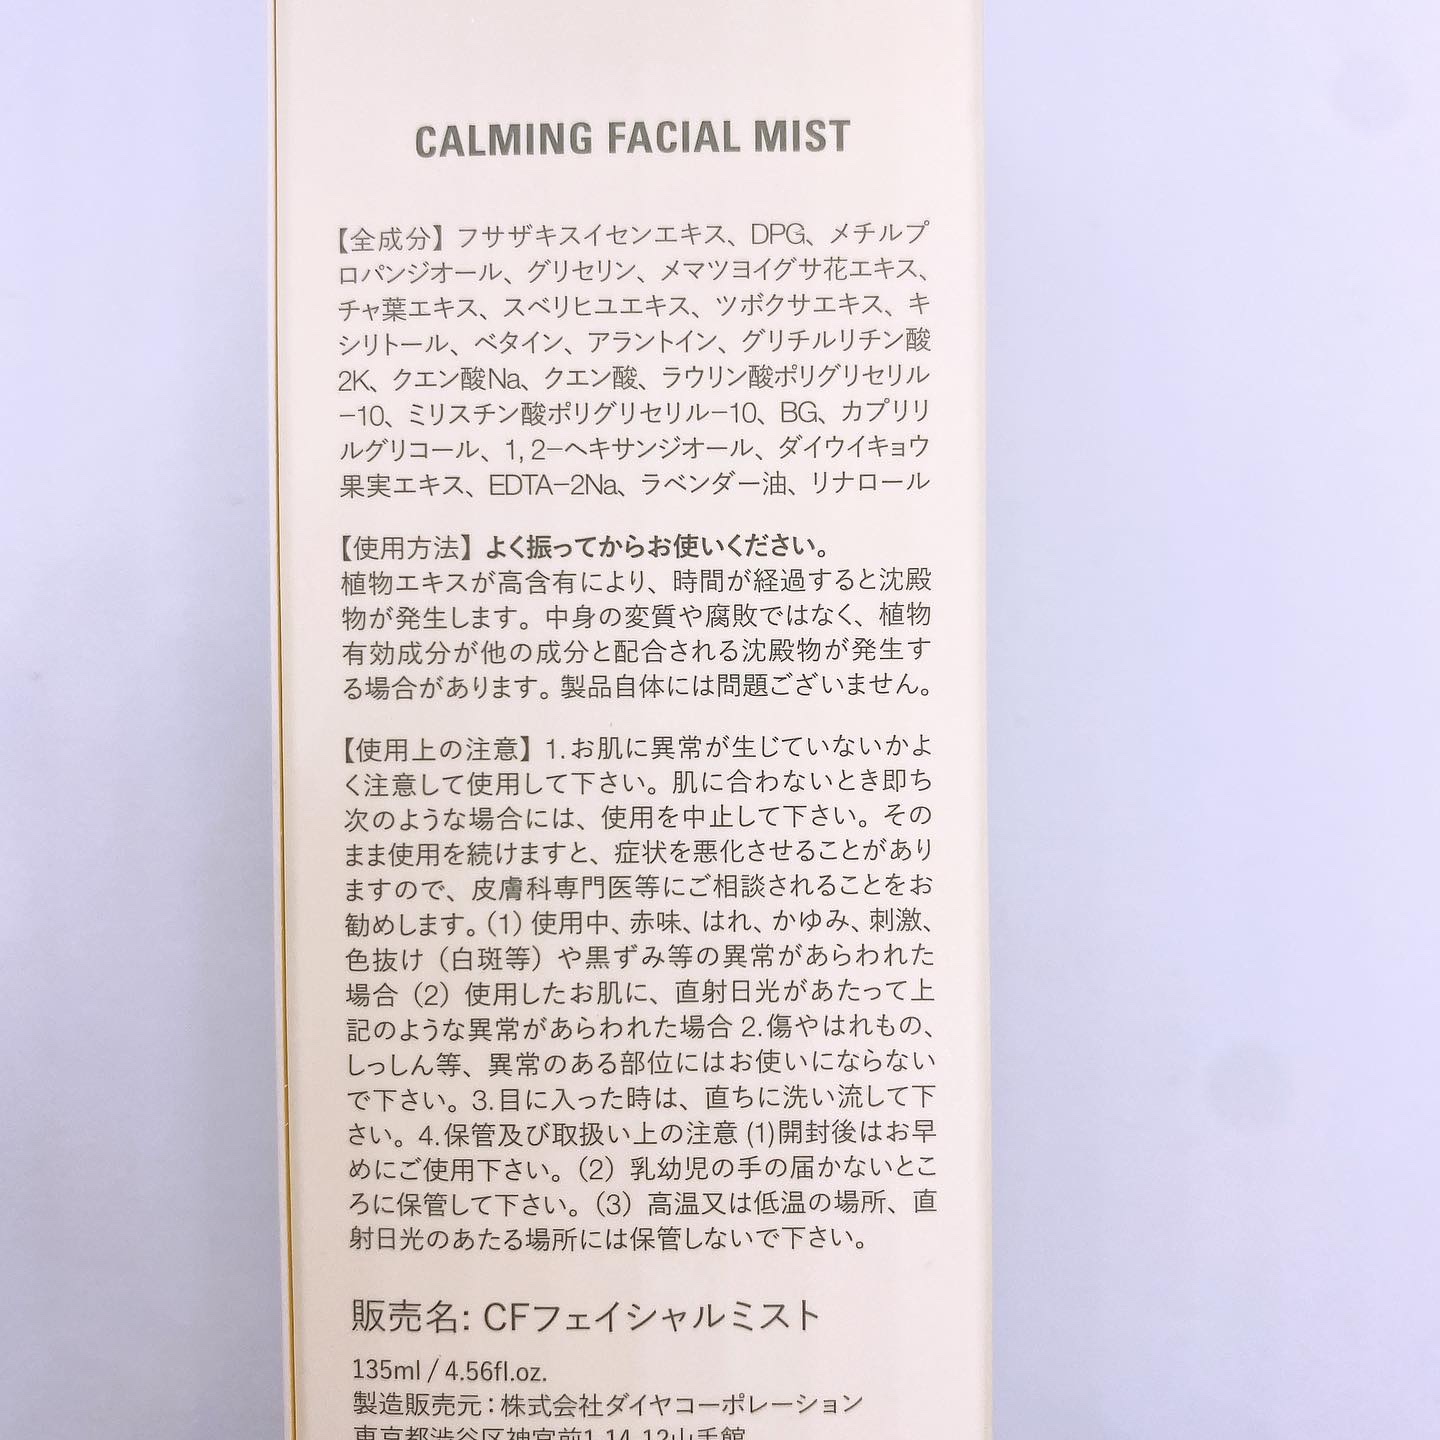 CALMING FACIAL MIST
【全成分】フサザキスイセンエキス、DPG、メチルプ
ロパンジオール、グリセリン、メマツヨイグサ花エキス、
チャ葉エキス、スベリヒユエキス、ツボクサエキス、キ
シリトール、ベタイン、アラントイン、グリチルリチン酸
2K、クエン酸Na、クエン酸、ラウリン酸ポリグリセリル
−10、ミリスチン酸ポリグリセリル−10、BG、カプリリ
ルグリコール、1, 2−ヘキサンジオール、ダイウイキョウ
果実エキス、EDTA−2Na、ラベンダー油、リナロール
【使用方法】よく振ってからお使いください。
植物エキスが高含有により、時間が経過すると沈殿
物が発生します。中身の変質や腐敗ではなく、植物
有効成分が他の成分と配合される沈殿物が発生す
る場合があります。製品自体には問題ございません。
【使用上の注意】1.お肌に異常が生じていないかよ
く注意して使用して下さい。肌に合わないとき即ち
次のような場合には、使用を中止して下さい。その
まま使用を続けますと、症状を悪化させることがあり
ますので、皮膚科専門医等にご相談されることをお
勧めします。(1) 使用中、赤味、はれ、かゆみ、刺激、
色抜け（白斑等）や黒ずみ等の異常があらわれた
場合（2）使用したお肌に、直射日光があたって上
記のような異常があらわれた場合 2.傷やはれもの、
しっしん等、異常のある部位にはお使いにならない
で下さい。3.目に入った時は、直ちに洗い流して下
さい。4.保管及び取扱い上の注意 (1)開封後はお早
めにご使用下さい。（2）乳幼児の手の届かないとこ
ろに保管して下さい。（3）高温又は低温の場所、直
射日光のあたる場所には保管しないで下さい。
販売名: CFフェイシャルミスト
135ml / 4.56fl.oz.
製造販売元：株式会社ダイヤコーポレーション
東京都渋谷区神宮前1-14-12山手館